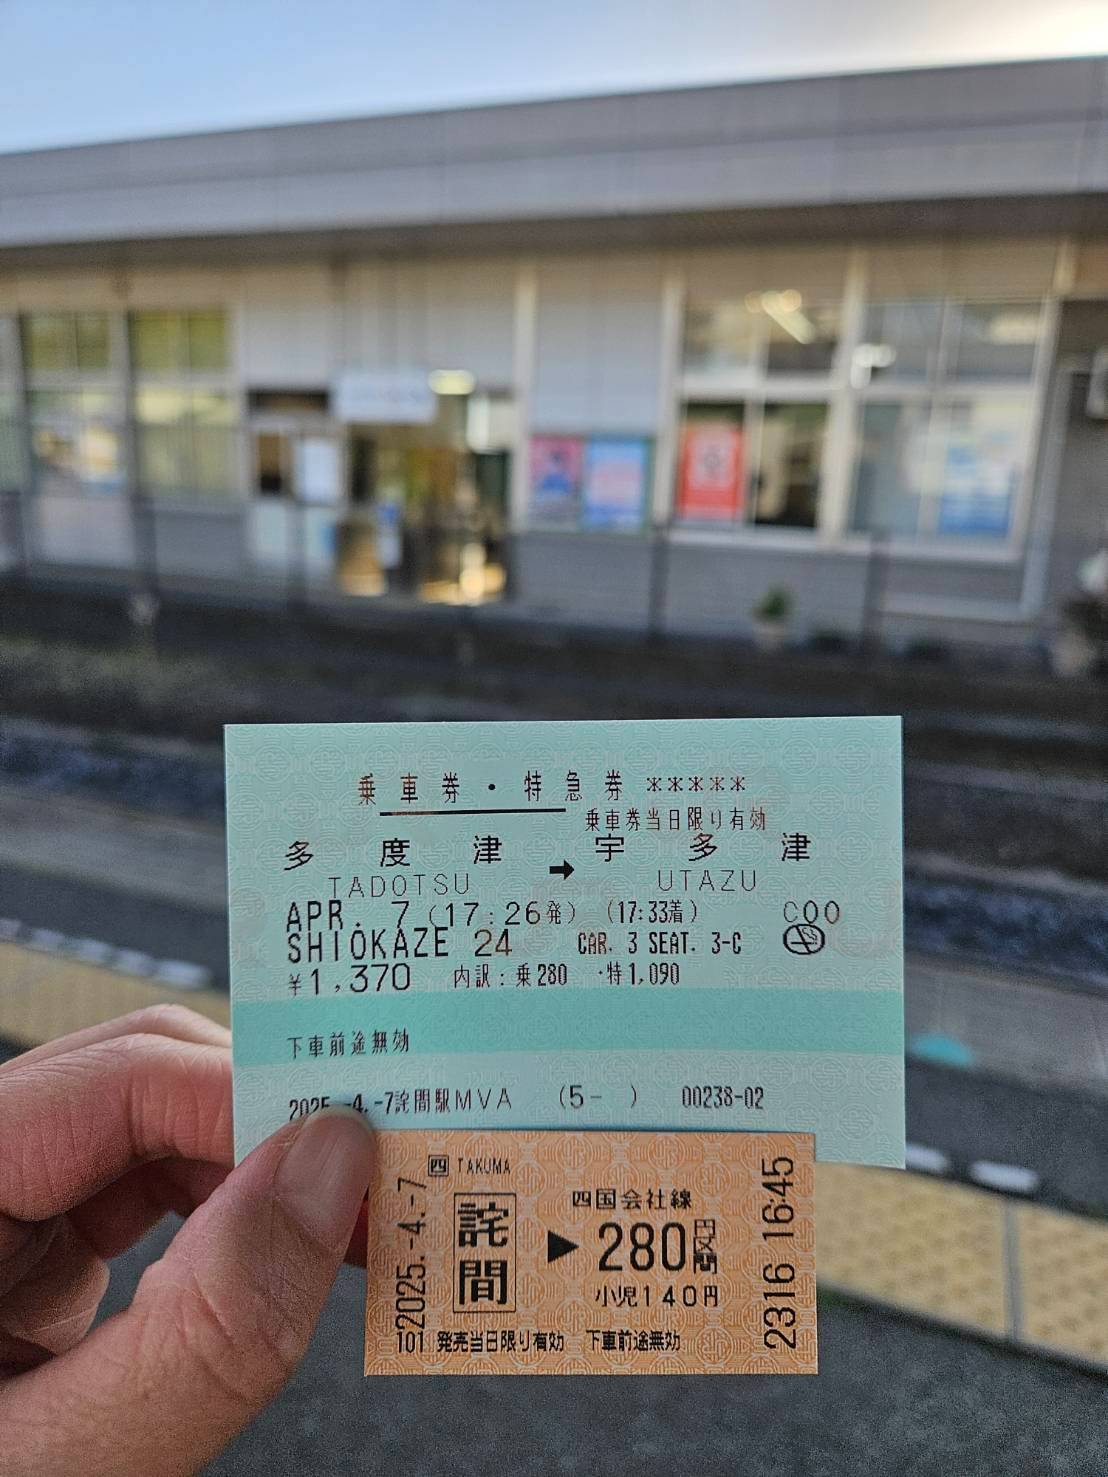 乗車券・特急券 *****
乗車券当日限り有効
多度津 → 宇多津
TADOTSU UTAZU
APR. 7 (17:26発) (17:33着) C00
SHIOKAZE 24 CAR. 3 SEAT. 3-C
¥1,370 内訳:乗280 ・特1,090
下車前途無効
2025.-4.-7詫間駅MVA (5- ) 00238-02
四 TAKUMA
2025.-4.-7
詫間 ▶ 四国会社線
280円区間
小児140円
2316 16:45
101 発売当日限り有効 下車前途無効